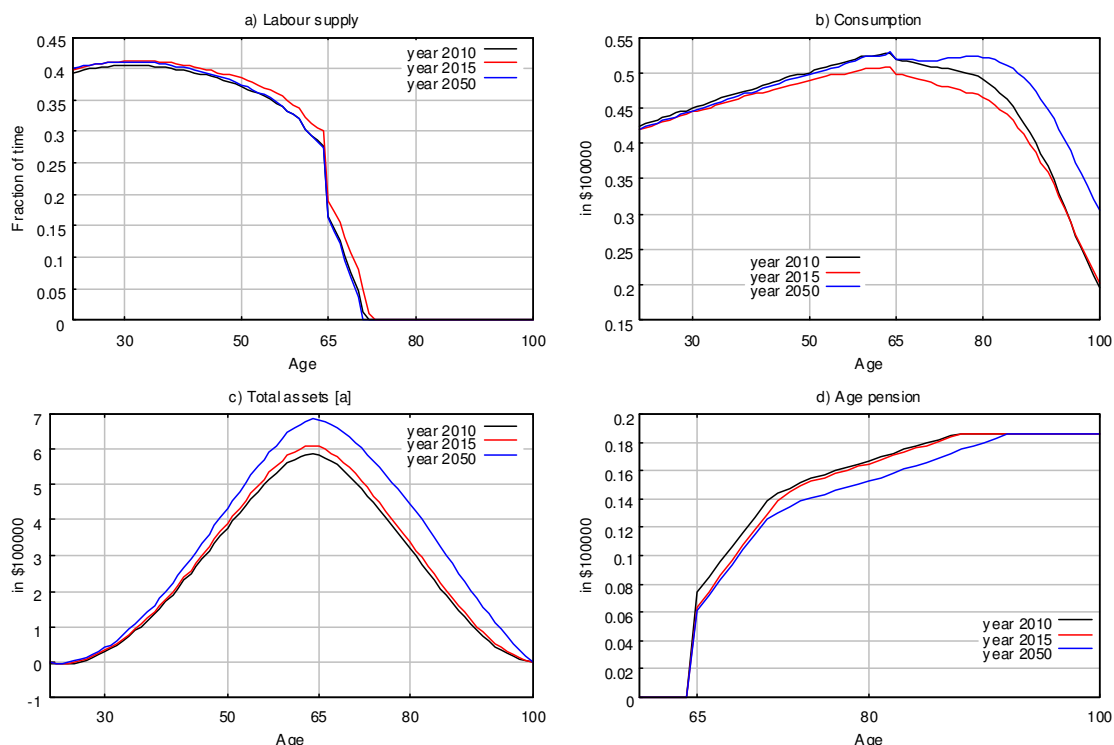 a) Labour supply
0.45
0.4
0.35
0.3
0.25
0.2
0.15
0.1
0.05
0
Fraction of time
year 2010
year 2015
year 2050
30
50
65
80
100
Age
b) Consumption
0.55
0.5
0.45
0.4
0.35
0.3
0.25
0.2
0.15
in $100000
year 2010
year 2015
year 2050
30
50
65
80
100
Age
c) Total assets [a]
7
6
5
4
3
2
1
0
-1
in $100000
year 2010
year 2015
year 2050
30
50
65
80
100
Age
d) Age pension
0.2
0.18
0.16
0.14
0.12
0.1
0.08
0.06
0.04
0.02
0
in $100000
year 2010
year 2015
year 2050
65
80
100
Age